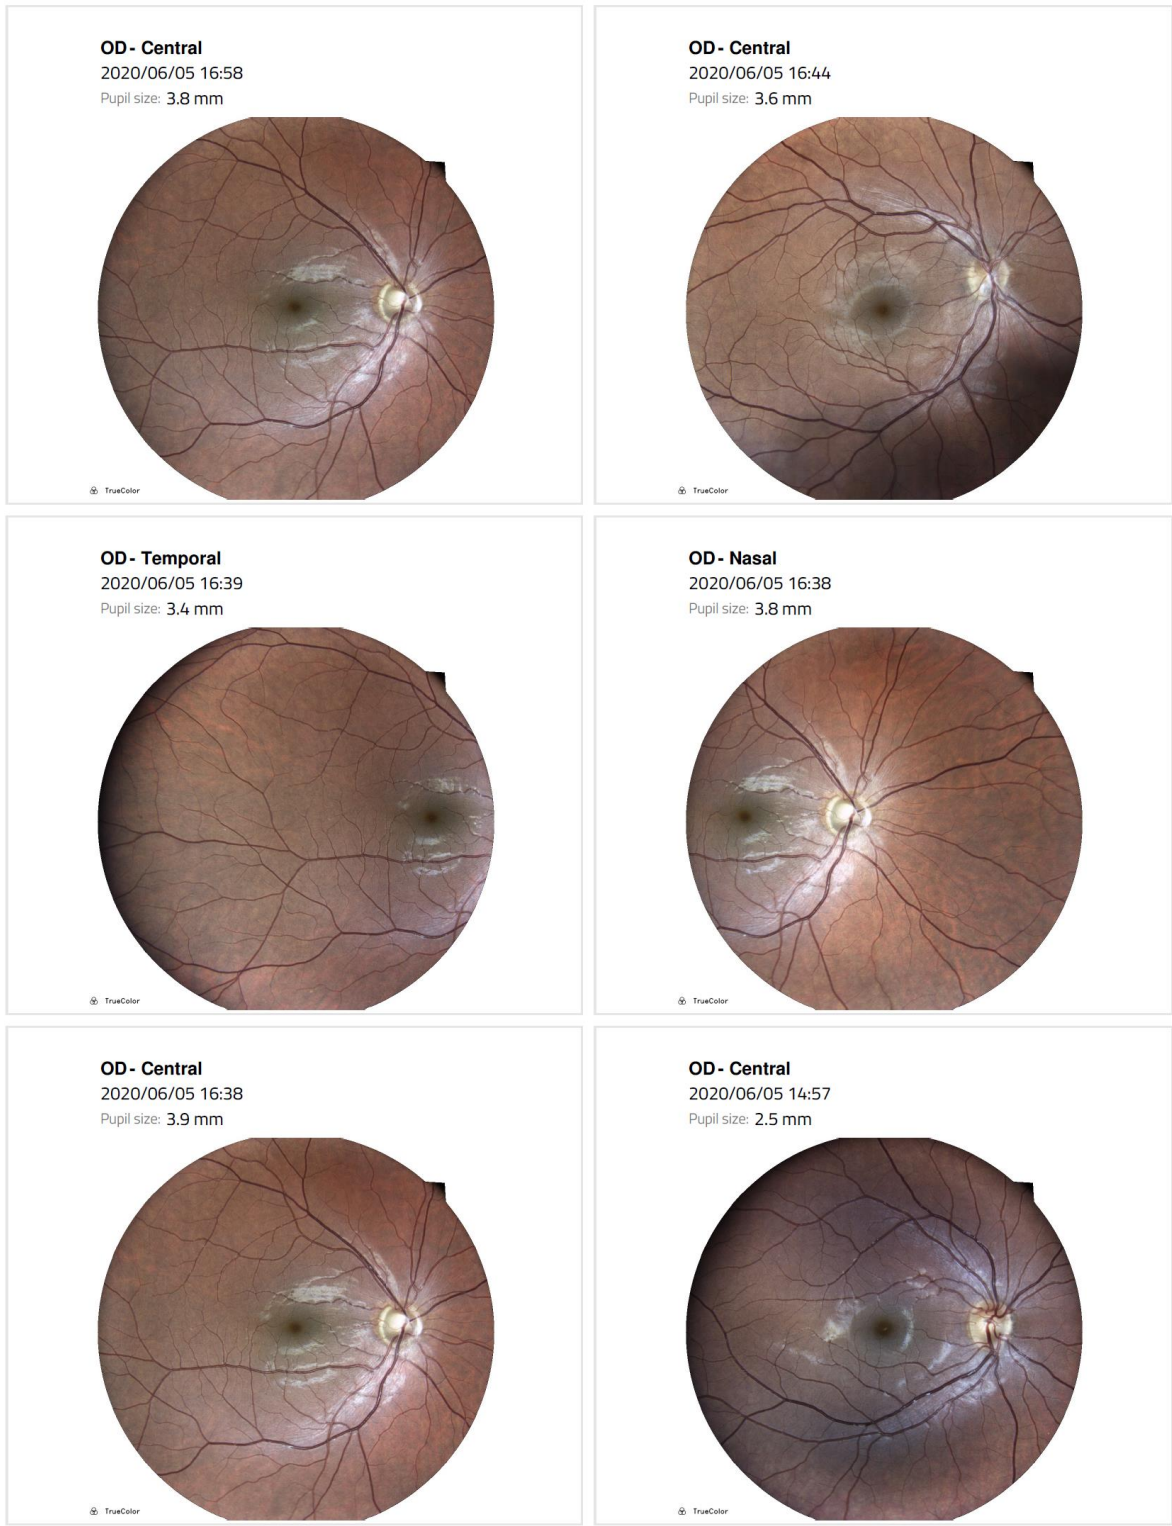 OD - Central
2020/06/05 16:58
Pupil size: 3.8 mm
TrueColor
OD - Central
2020/06/05 16:44
Pupil size: 3.6 mm
TrueColor
OD - Temporal
2020/06/05 16:39
Pupil size: 3.4 mm
TrueColor
OD - Nasal
2020/06/05 16:38
Pupil size: 3.8 mm
TrueColor
OD - Central
2020/06/05 16:38
Pupil size: 3.9 mm
TrueColor
OD - Central
2020/06/05 14:57
Pupil size: 2.5 mm
TrueColor